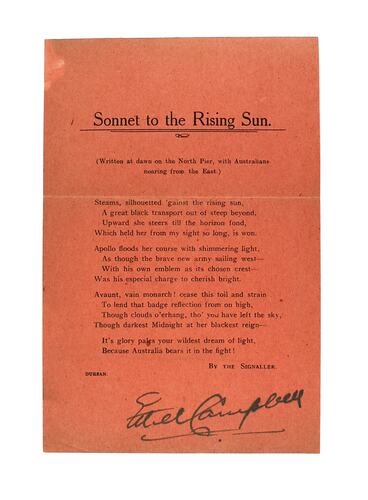 Sonnet to the Rising Sun.
(Written at dawn on the North Pier, with Australians
nearing from the East.)
Steams, silhouetted 'gainst the rising sun,
A great black transport out of steep beyond,
Upward she steers till the horizon fond,
Which held her from my sight so long, is won.
Apollo floods her course with shimmering light,
As though the brave new army sailing west—
With his own emblem as its chosen crest—
Was his especial charge to cherish bright.
Avaunt, vain monarch! cease this toil and strain
To lend that badge reflection from on high,
Though clouds o'erhang, tho' you have left the sky,
Though darkest Midnight at her blackest reign—
It's glory pales your wildest dream of light,
Because Australia bears it in the fight!
By the Signaller.
Durban.
Ethel Campbell